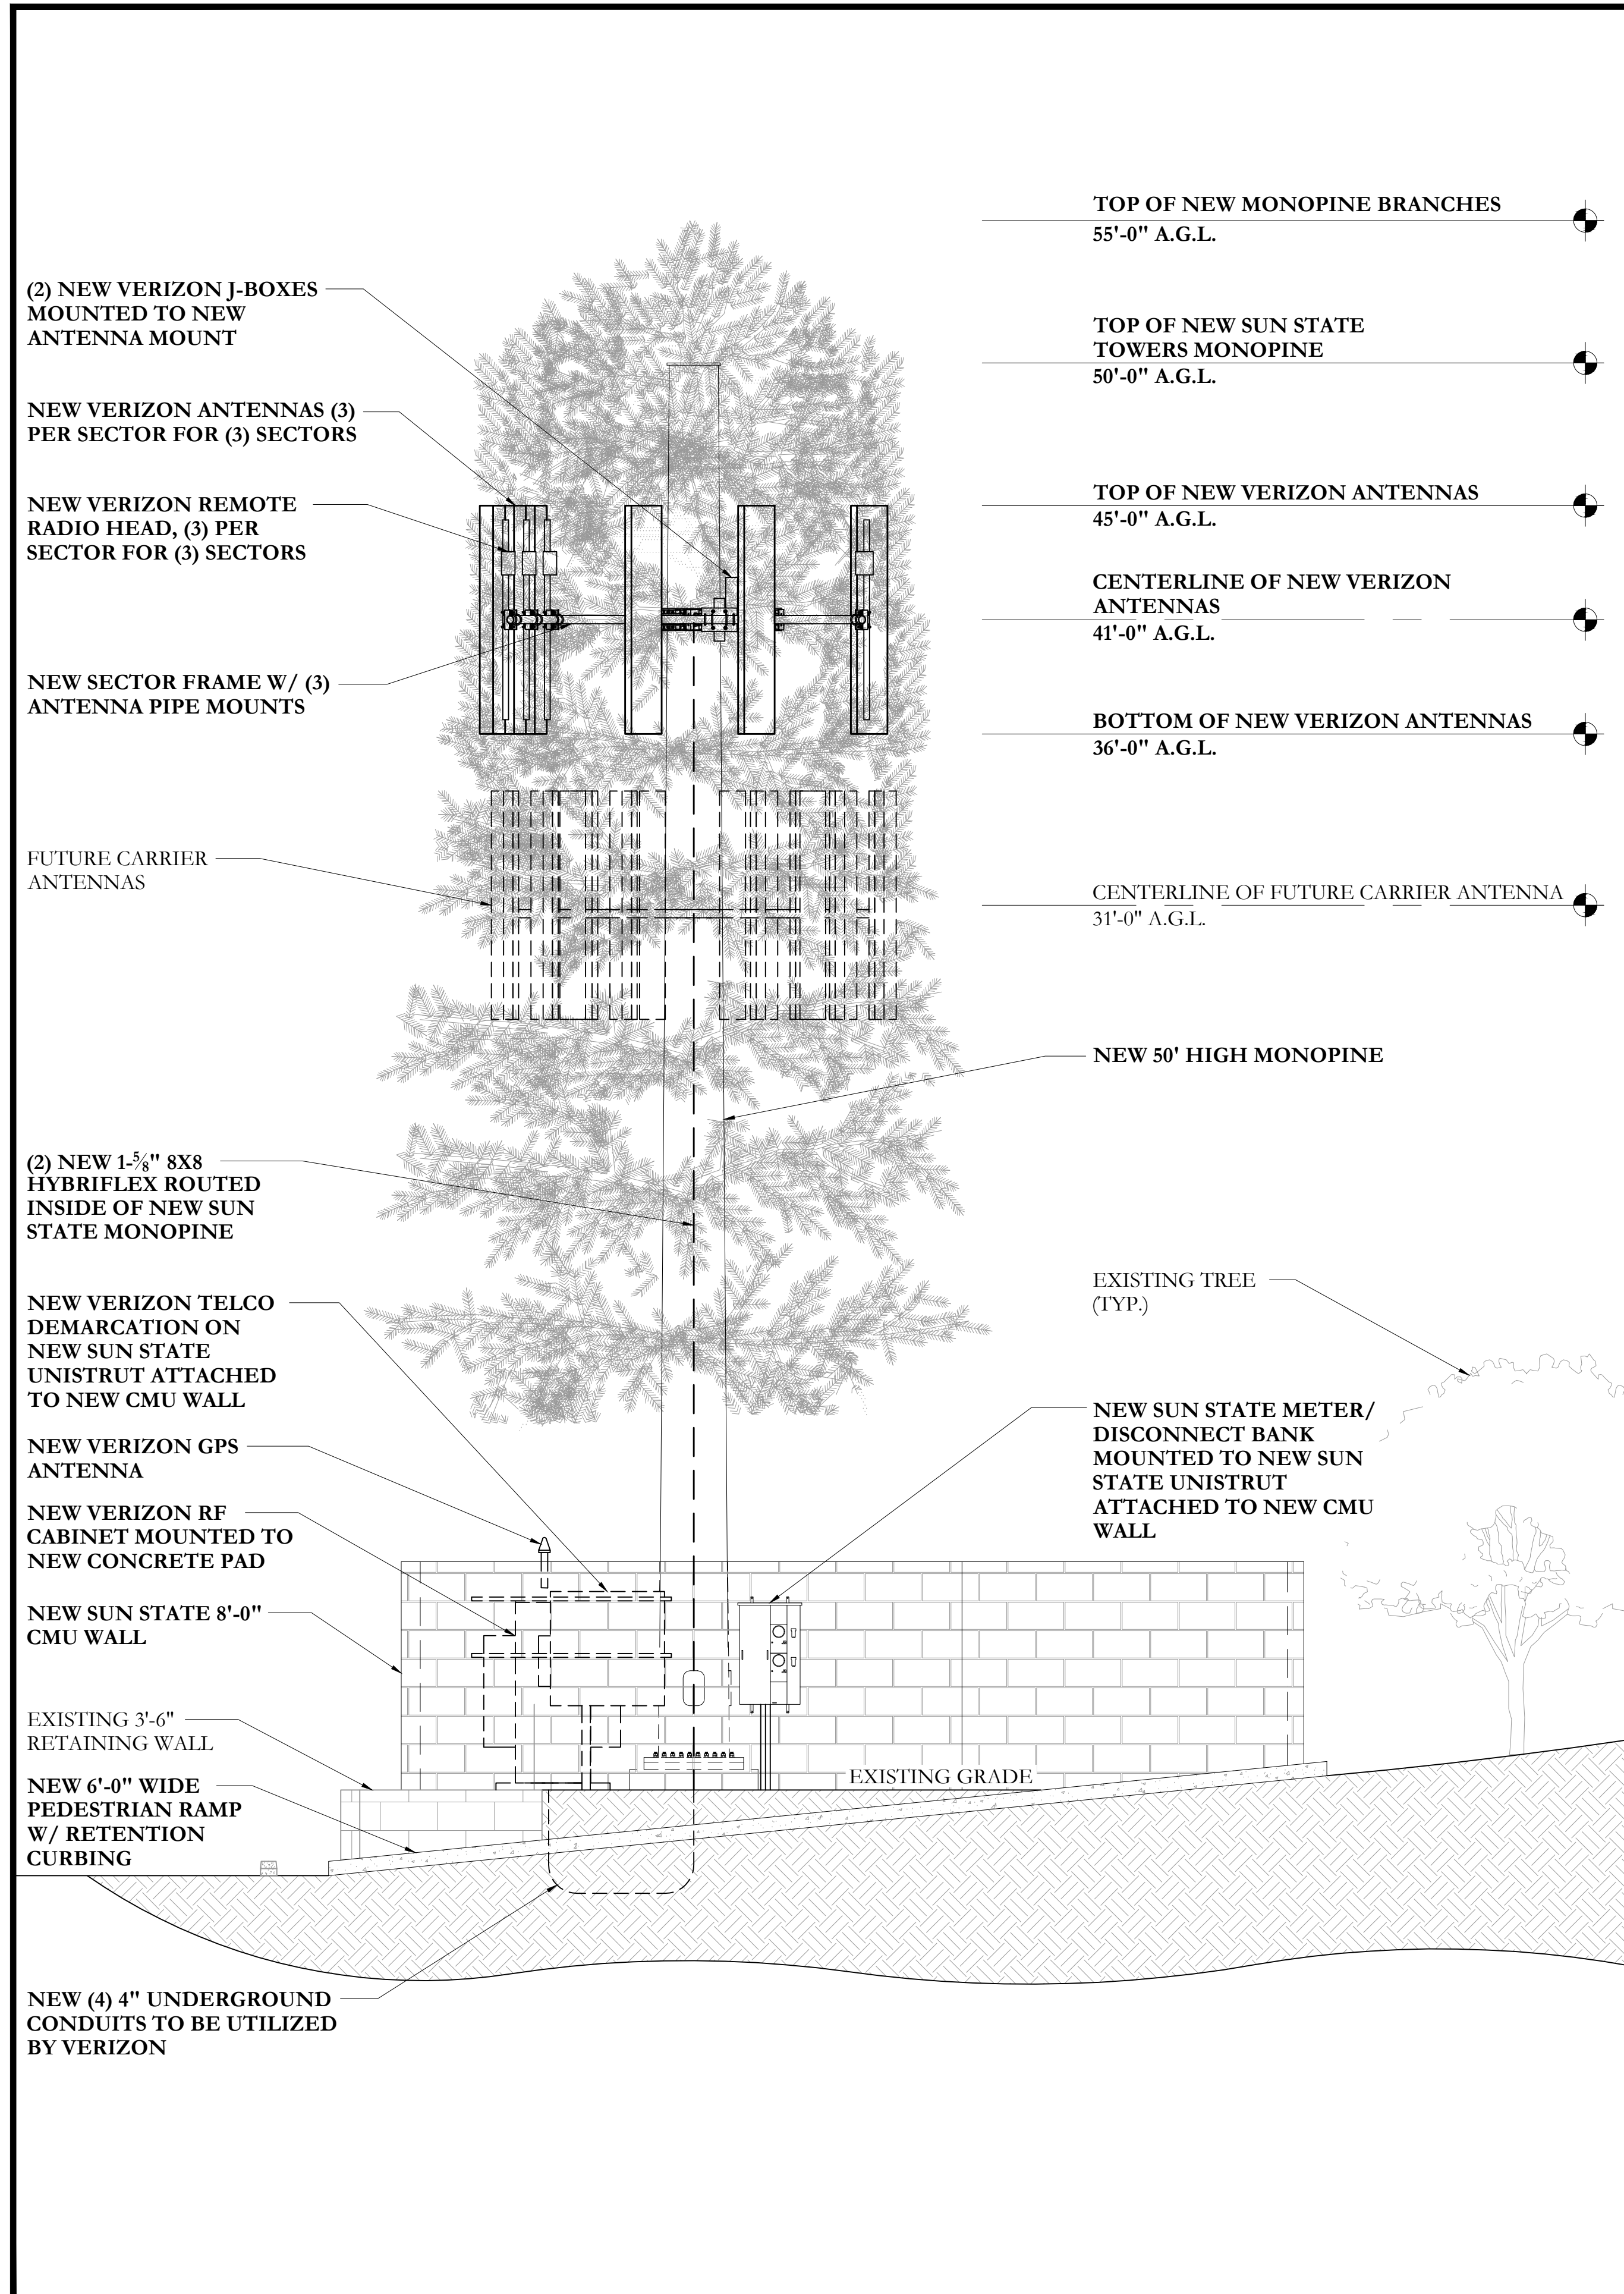 (2) NEW VERIZON J-BOXES
MOUNTED TO NEW
ANTENNA MOUNT
NEW VERIZON ANTENNAS (3)
PER SECTOR FOR (3) SECTORS
NEW VERIZON REMOTE
RADIO HEAD, (3) PER
SECTOR FOR (3) SECTORS
NEW SECTOR FRAME W/ (3)
ANTENNA PIPE MOUNTS
FUTURE CARRIER
ANTENNAS
(2) NEW 1-⅝" 8X8
HYBRIFLEX ROUTED
INSIDE OF NEW SUN
STATE MONOPINE
NEW VERIZON TELCO
DEMARCATION ON
NEW SUN STATE
UNISTRUT ATTACHED
TO NEW CMU WALL
NEW VERIZON GPS
ANTENNA
NEW VERIZON RF
CABINET MOUNTED TO
NEW CONCRETE PAD
NEW SUN STATE 8'-0"
CMU WALL
EXISTING 3'-6"
RETAINING WALL
NEW 6'-0" WIDE
PEDESTRIAN RAMP
W/ RETENTION
CURBING
NEW (4) 4" UNDERGROUND
CONDUITS TO BE UTILIZED
BY VERIZON
TOP OF NEW MONOPINE BRANCHES
55'-0" A.G.L.
TOP OF NEW SUN STATE
TOWERS MONOPINE
50'-0" A.G.L.
TOP OF NEW VERIZON ANTENNAS
45'-0" A.G.L.
CENTERLINE OF NEW VERIZON
ANTENNAS
41'-0" A.G.L.
BOTTOM OF NEW VERIZON ANTENNAS
36'-0" A.G.L.
CENTERLINE OF FUTURE CARRIER ANTENNA
31'-0" A.G.L.
NEW 50' HIGH MONOPINE
EXISTING TREE
(TYP.)
NEW SUN STATE METER/
DISCONNECT BANK
MOUNTED TO NEW SUN
STATE UNISTRUT
ATTACHED TO NEW CMU
WALL
EXISTING GRADE